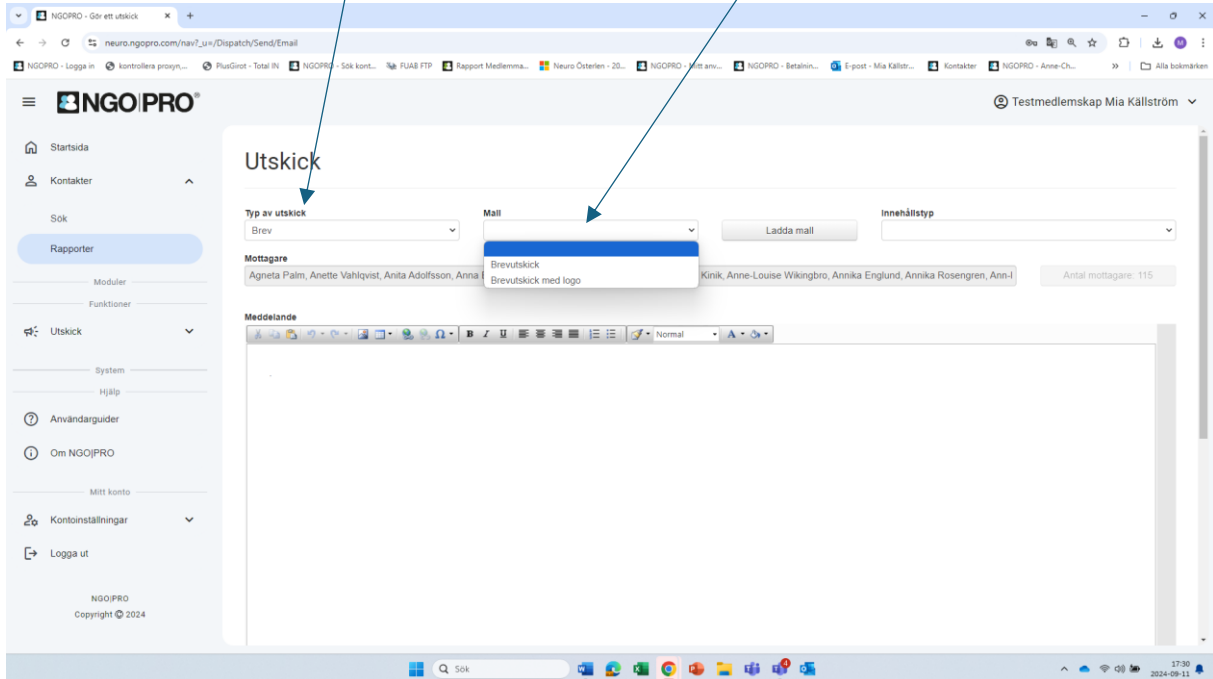 NGOPRO - Gör ett utskick
neuro.ngopro.com/nav?_u=/Dispatch/Send/Email
NGOPRO - Logga in
kontrollera proxyn,...
PlusGirot - Total IN
NGOPRO - Sök kont...
FUAB FTP
Rapport Medlemma...
Neuro Österlen - 20...
NGOPRO - Mitt anv...
NGOPRO - Betalnin...
E-post - Mia Källstr...
Kontakter
NGOPRO - Anne-Ch...
Alla bokmärken
NGO|PRO®
Testmedlemskap Mia Källström
Startsida
Kontakter
Sök
Rapporter
Moduler
Funktioner
Utskick
System
Hjälp
Användarguider
Om NGO|PRO
Mitt konto
Kontoinställningar
Logga ut
NGO|PRO
Copyright © 2024
Utskick
Typ av utskick
Brev
Mall
Brevutskick
Brevutskick med logo
Ladda mall
Innehållstyp
Mottagare
Agneta Palm, Anette Vahlqvist, Anita Adolfsson, Anna
Kinik, Anne-Louise Wikingbro, Annika Englund, Annika Rosengren, Ann-
Antal mottagare: 115
Meddelande
B I U Normal A
Sök
4
17:30
2024-09-11